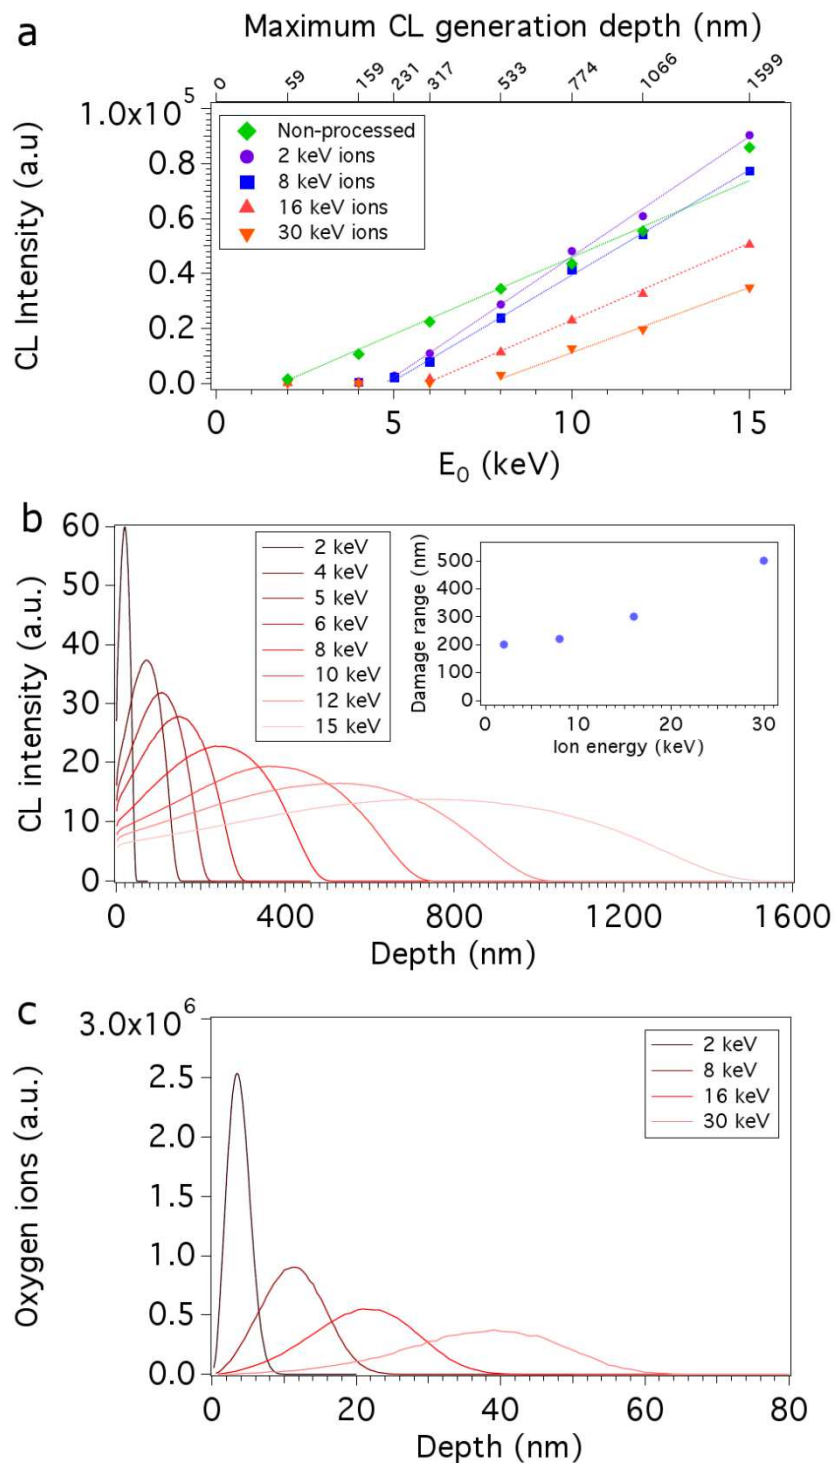 a
Maximum CL generation depth (nm)
0 59 159 231 317 533 774 1066 1599
CL Intensity (a.u)
1.0x10^5
0.8
0.6
0.4
0.2
0.0
Non-processed
2 keV ions
8 keV ions
16 keV ions
30 keV ions
0 5 10 15
E₀ (keV)
b
CL intensity (a.u.)
60
50
40
30
20
10
0
2 keV
4 keV
5 keV
6 keV
8 keV
10 keV
12 keV
15 keV
Damage range (nm)
500
400
300
200
100
0
0 10 20 30
Ion energy (keV)
0 400 800 1200 1600
Depth (nm)
c
Oxygen ions (a.u.)
3.0x10^6
2.5
2.0
1.5
1.0
0.5
0.0
2 keV
8 keV
16 keV
30 keV
0 20 40 60 80
Depth (nm)